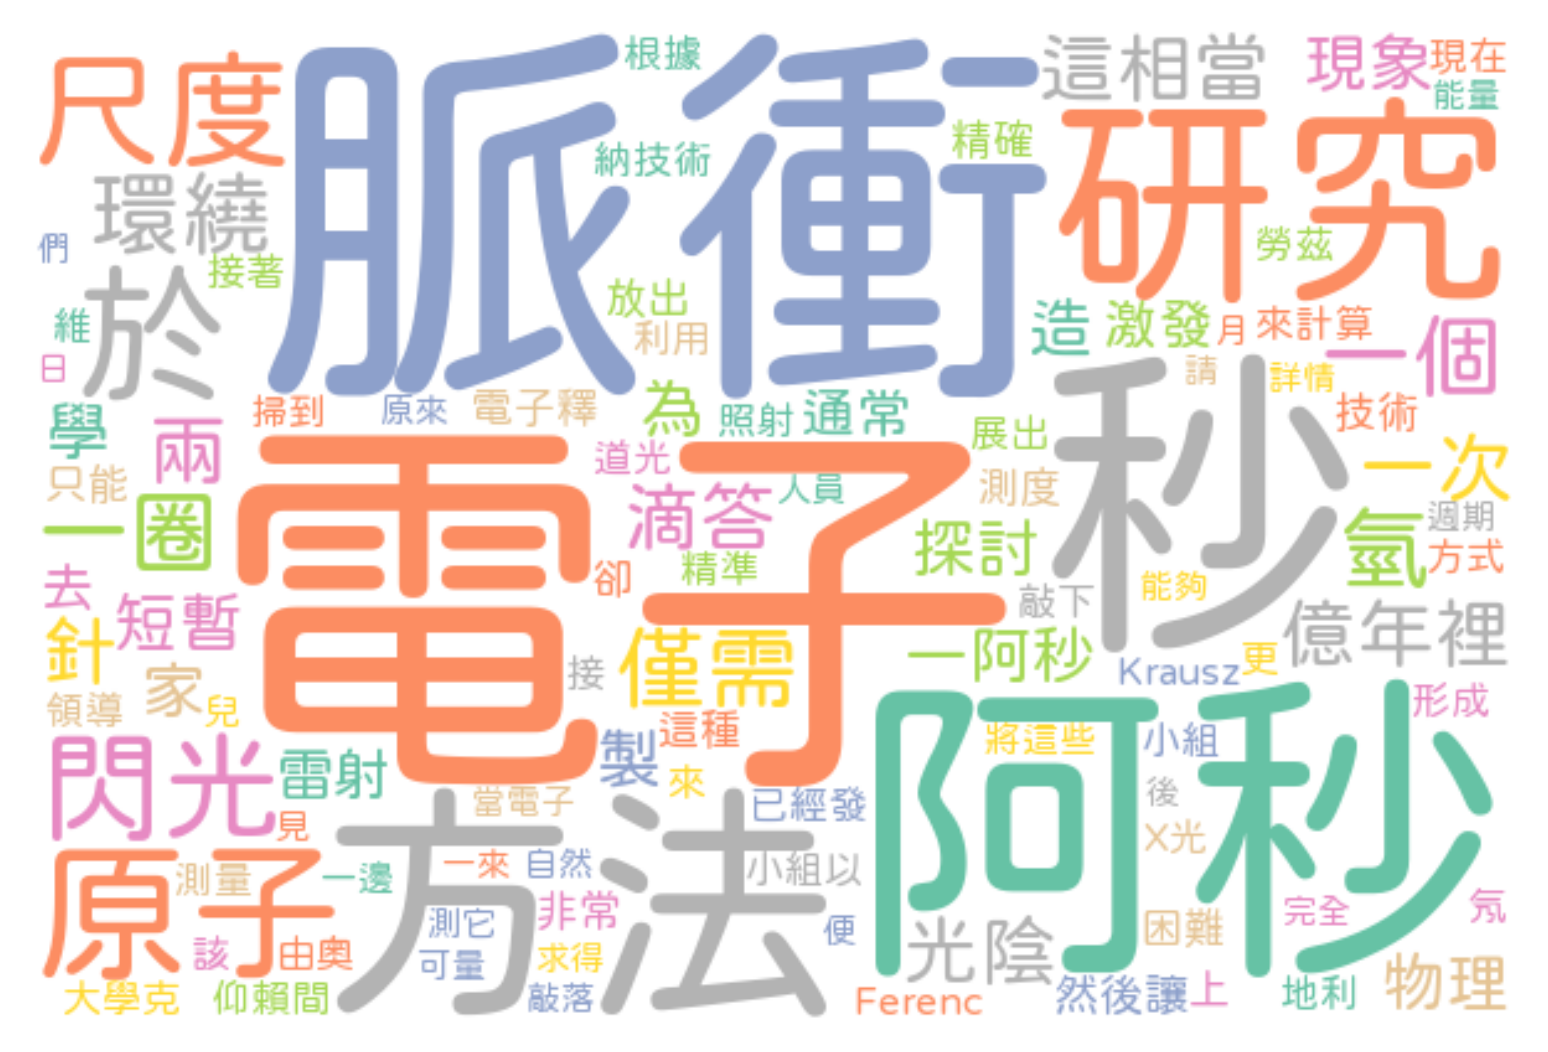 根據
這相當
現象
現在
尺度
脈衝
能量
研究
精確
納技術
環繞
勞茲
們
接著
於
放出
激發
造
來計算
維
月
利用
一個
日
請
詳情
秒
為
電子釋
原來
掃到
照射
通常
技術
學
兩
展出
一次
道光
電子
只能
人員
測度
滴答
週期
一圈
探討
氫
方式
精準
卻
去
能夠
敲下
短暫
億年裡
針
僅需
一阿秒
更
接
Krausz
家
領導
兒
形成
阿秒
這種
將這些
小組
閃光
製
雷射
來
後
當電子
已經發
見
方法
X光
原子
一來
自然
小組以
測量
一邊
氖
非常
完全
測它
便
困難
光陰
該
由奧
可量
求得
物理
大學克
仰賴間
敲落
Ferenc
然後讓
上
地利